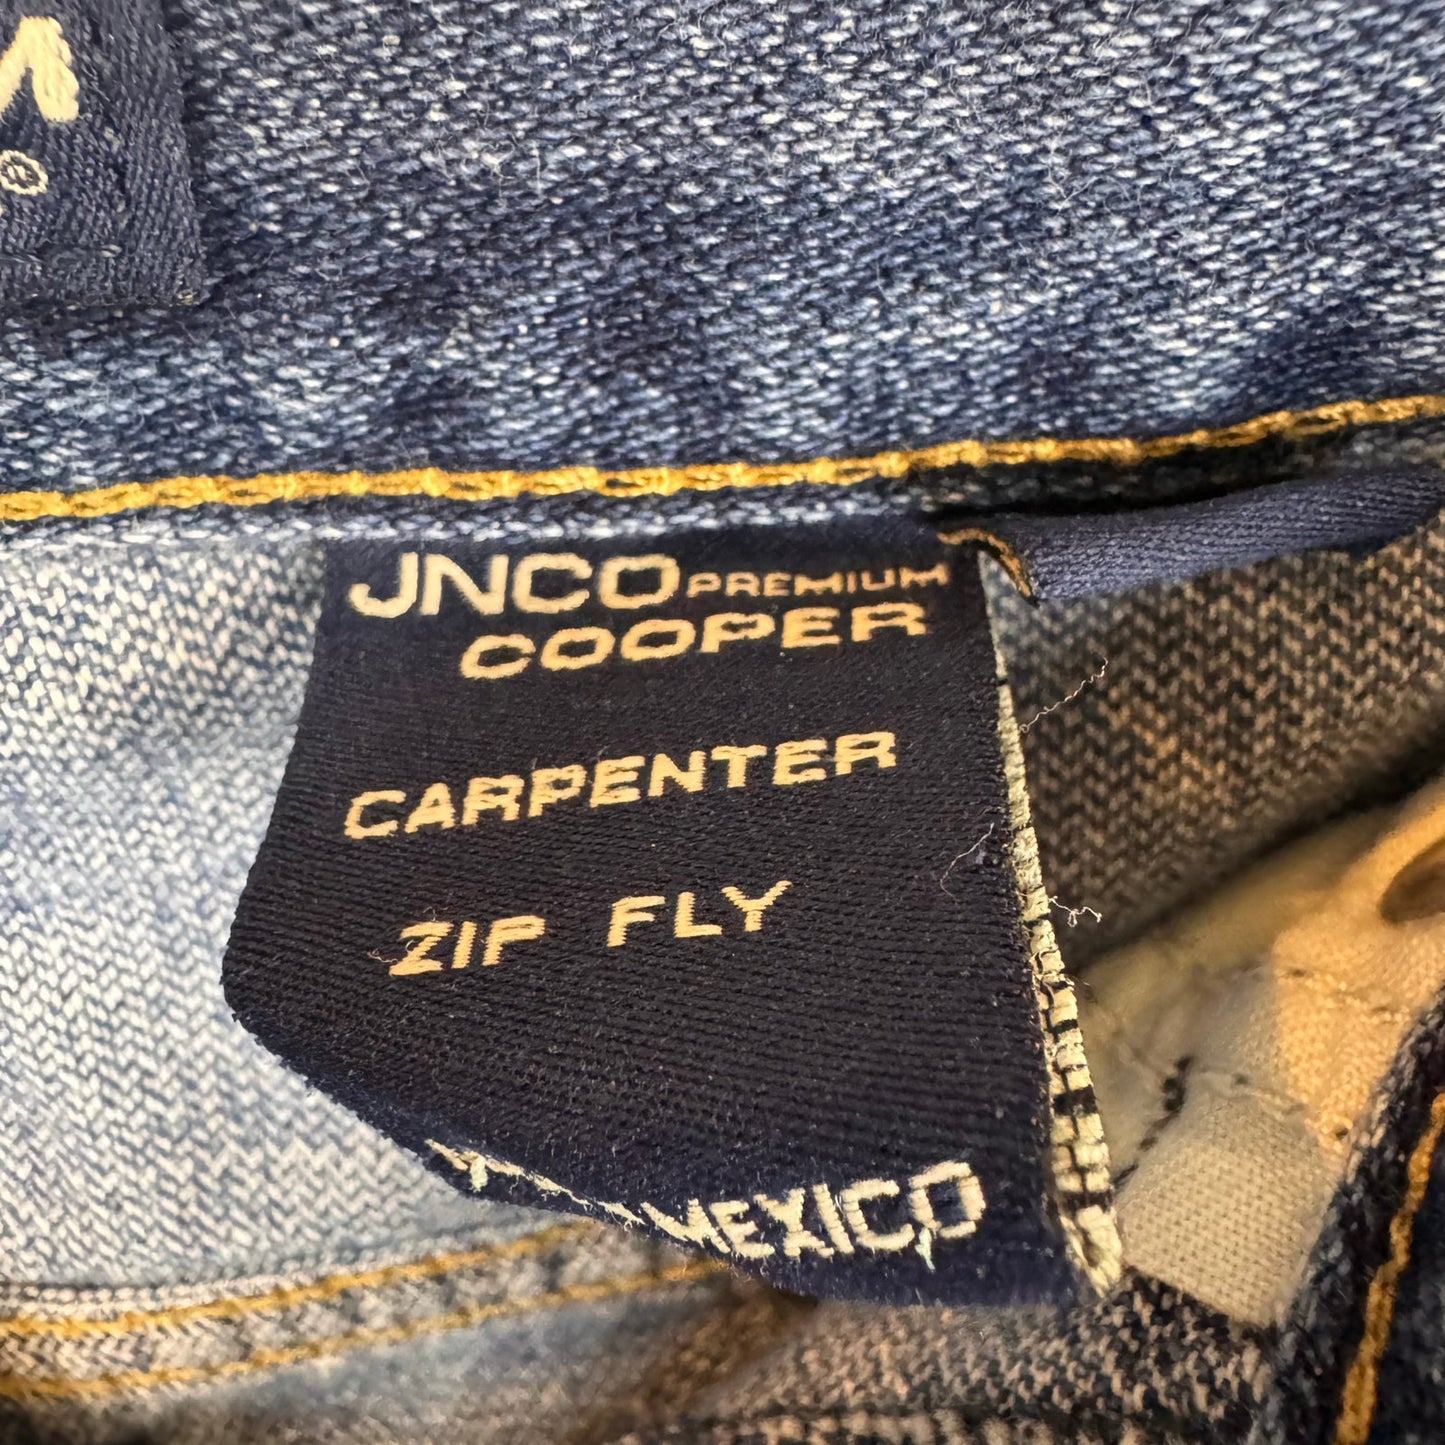 ®
JNCO PREMIUM
COOPER
CARPENTER
ZIP FLY
MEXICO